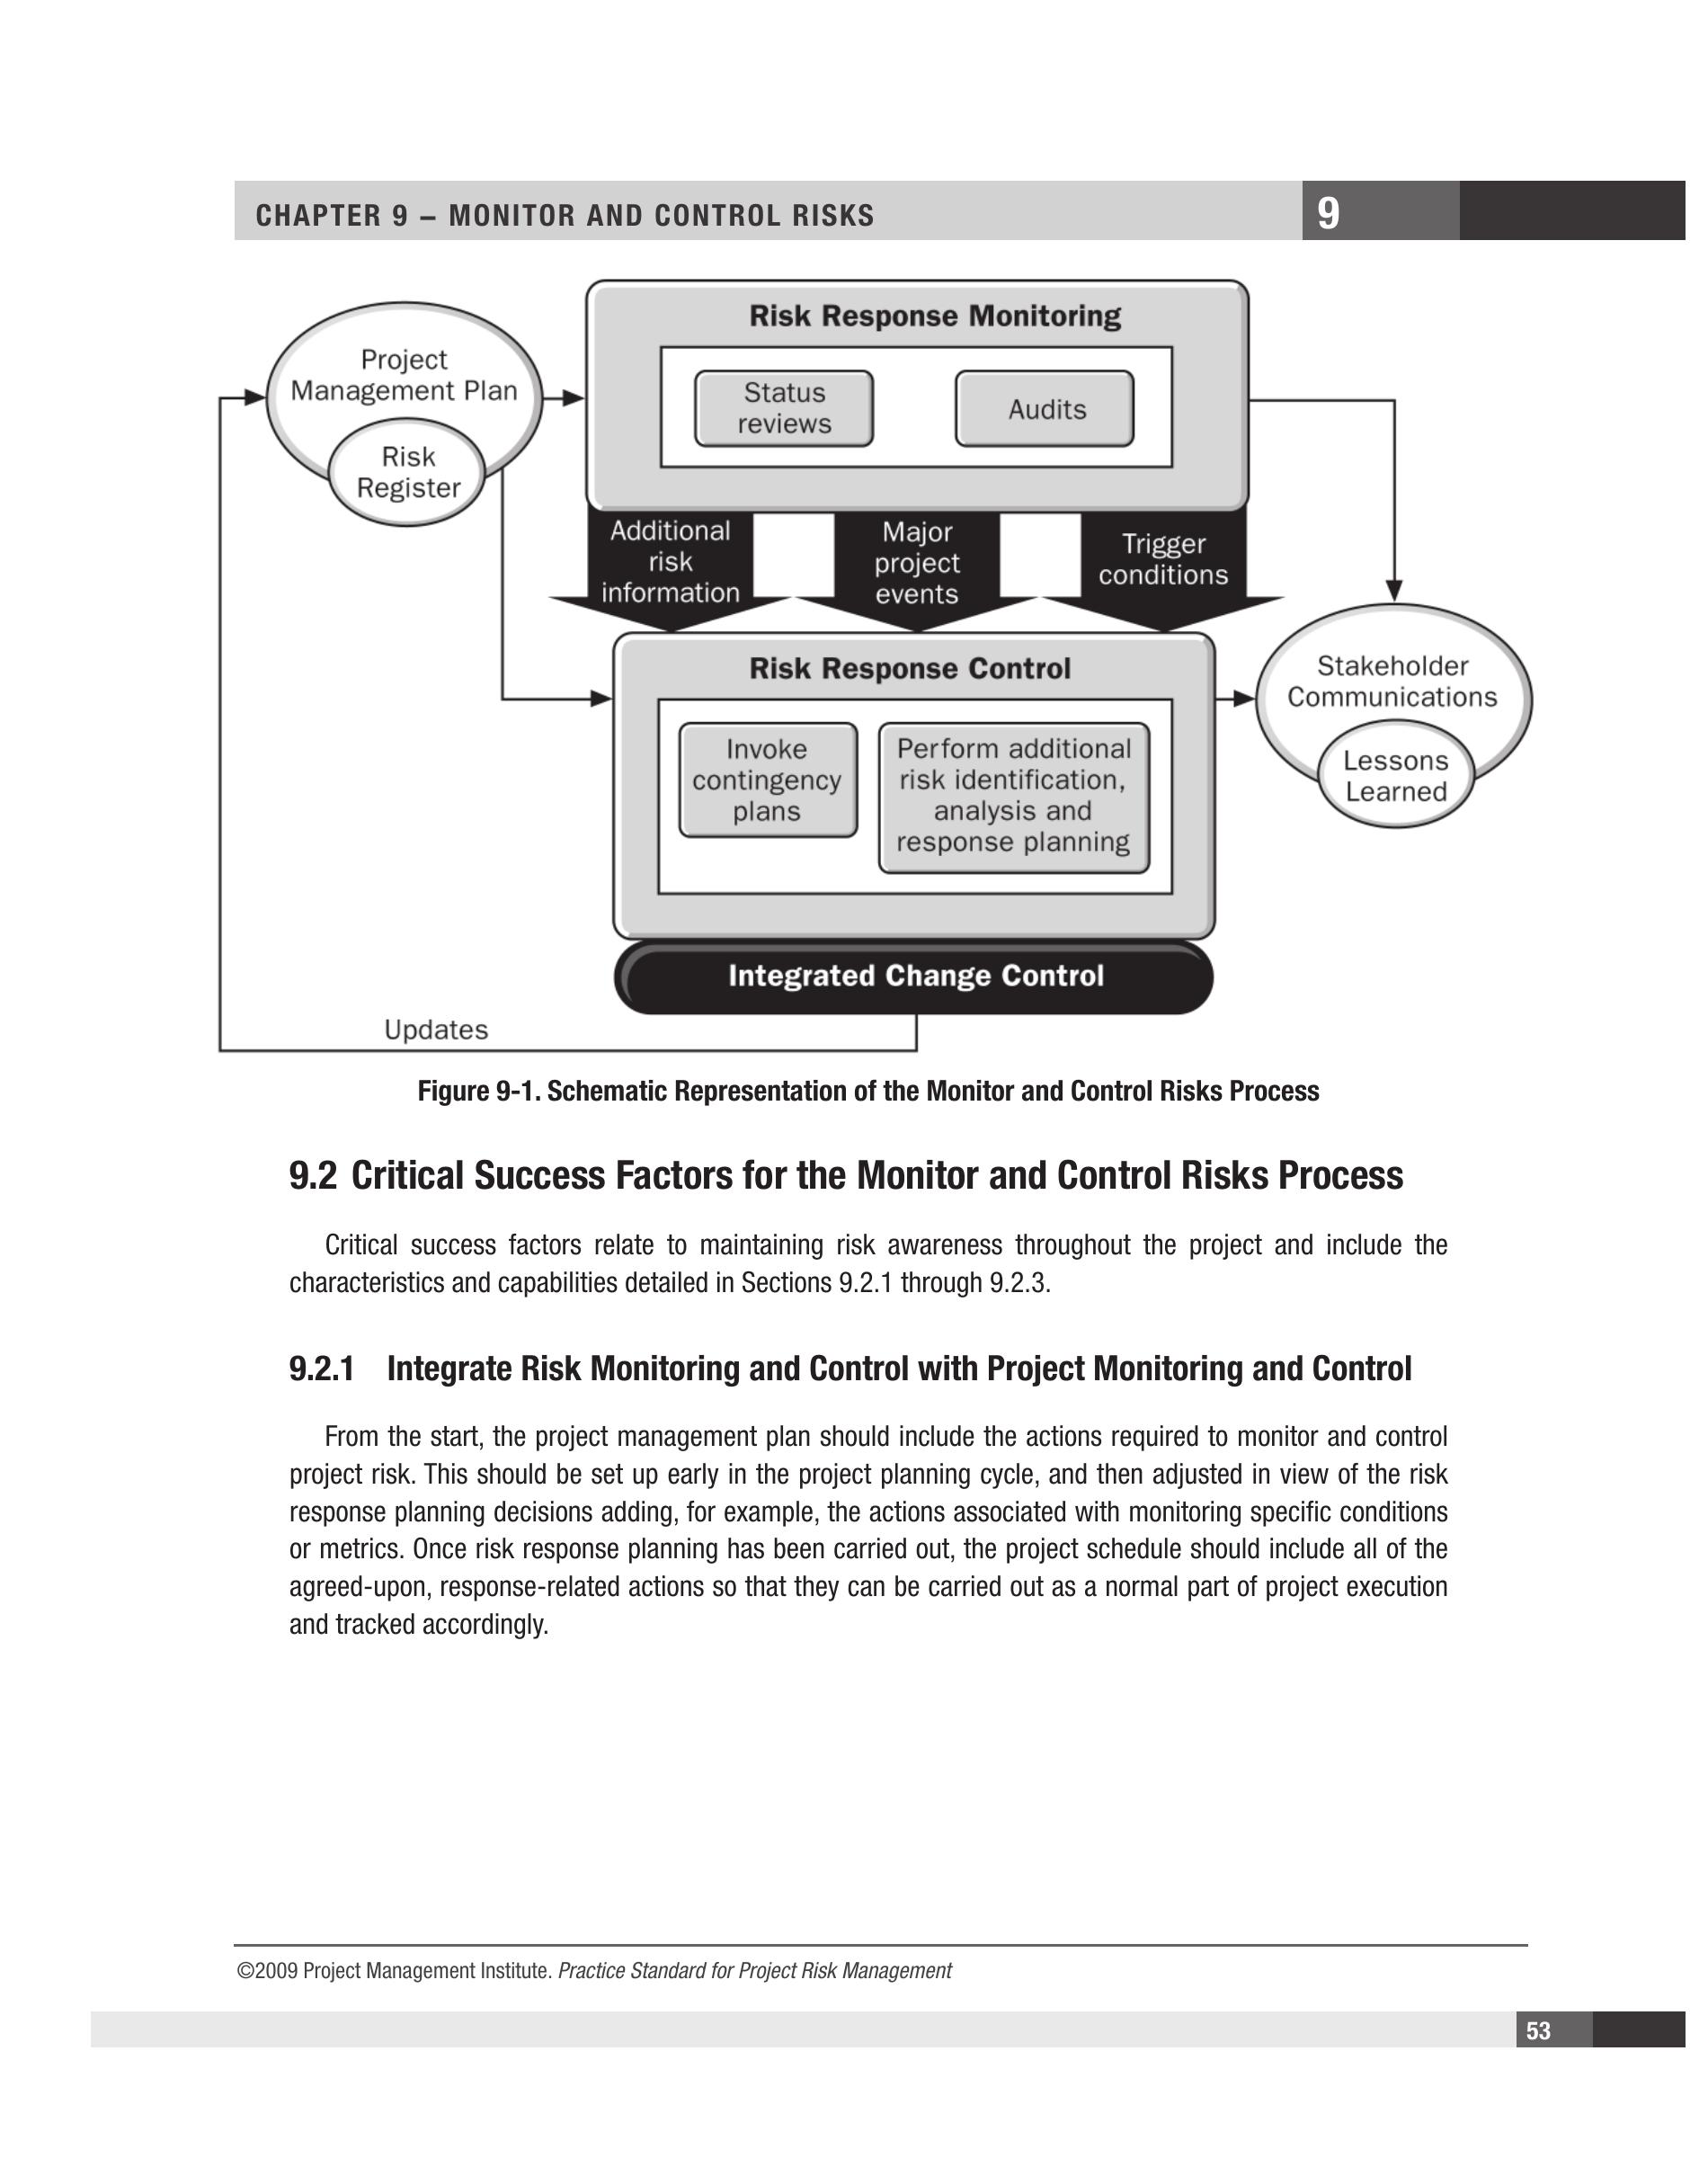 CHAPTER 9 – MONITOR AND CONTROL RISKS
9
Project
Management Plan
Risk
Register
Risk Response Monitoring
Status
reviews
Audits
Additional
risk
information
Major
project
events
Trigger
conditions
Risk Response Control
Invoke
contingency
plans
Perform additional
risk identification,
analysis and
response planning
Stakeholder
Communications
Lessons
Learned
Integrated Change Control
Updates
Figure 9-1. Schematic Representation of the Monitor and Control Risks Process
9.2 Critical Success Factors for the Monitor and Control Risks Process
Critical success factors relate to maintaining risk awareness throughout the project and include the
characteristics and capabilities detailed in Sections 9.2.1 through 9.2.3.
9.2.1 Integrate Risk Monitoring and Control with Project Monitoring and Control
From the start, the project management plan should include the actions required to monitor and control
project risk. This should be set up early in the project planning cycle, and then adjusted in view of the risk
response planning decisions adding, for example, the actions associated with monitoring specific conditions
or metrics. Once risk response planning has been carried out, the project schedule should include all of the
agreed-upon, response-related actions so that they can be carried out as a normal part of project execution
and tracked accordingly.
©2009 Project Management Institute. Practice Standard for Project Risk Management
53